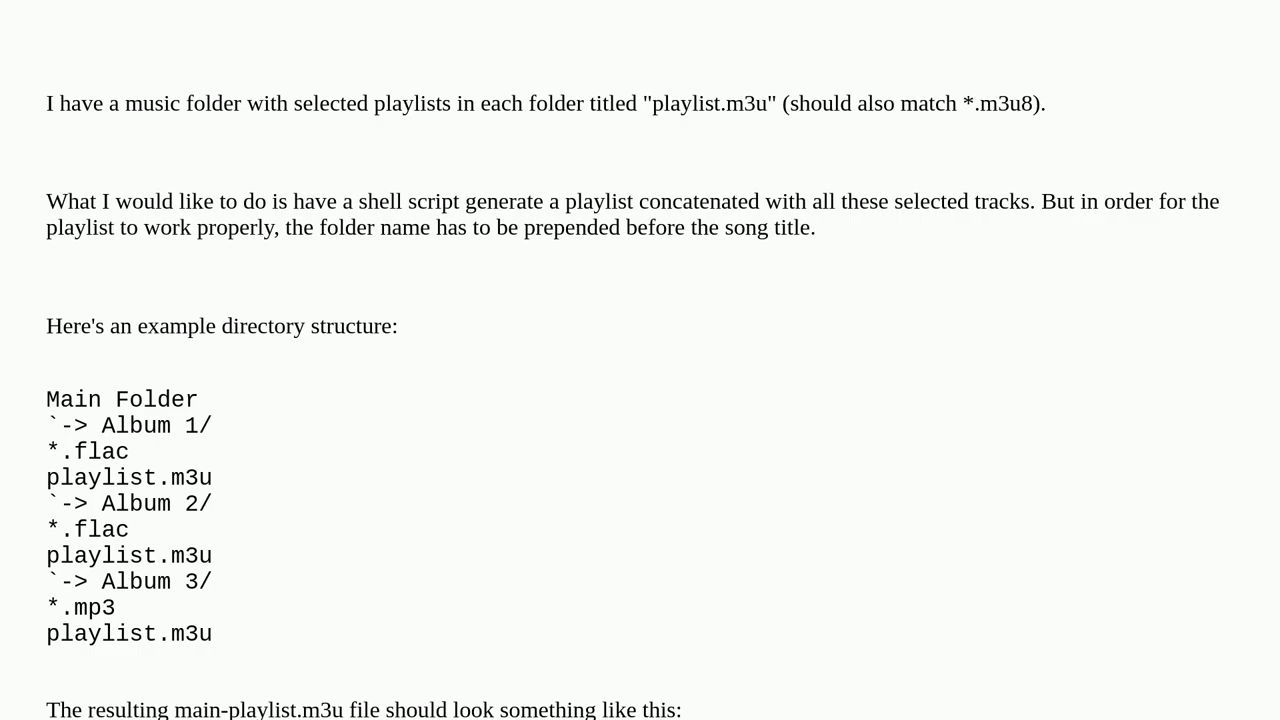 I have a music folder with selected playlists in each folder titled "playlist.m3u" (should also match *.m3u8).
What I would like to do is have a shell script generate a playlist concatenated with all these selected tracks. But in order for the
playlist to work properly, the folder name has to be prepended before the song title.
Here's an example directory structure:
Main Folder
`-> Album 1/
*.flac
playlist.m3u
`-> Album 2/
*.flac
playlist.m3u
`-> Album 3/
*.mp3
playlist.m3u
The resulting main-playlist.m3u file should look something like this: